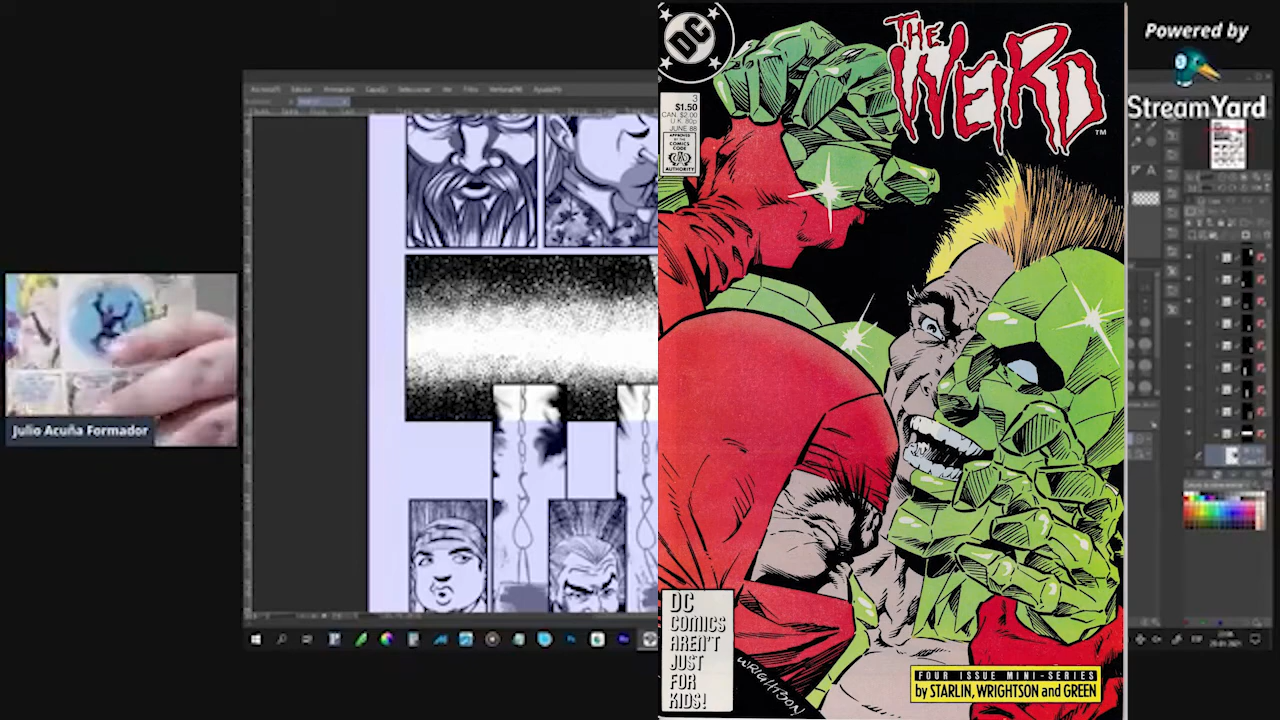 Powered by
StreamYard
DC
THE
WEIRD
TM
3
$1.50
CAN. $2.00
U.K. 80p
JUNE 88
APPROVED
BY THE
COMICS
CODE
AUTHORITY
Julio Acuña Formador
DC
COMICS
AREN'T
JUST
FOR
KIDS!
WRIGHTSON
FOUR ISSUE MINI-SERIES
by STARLIN, WRIGHTSON and GREEN